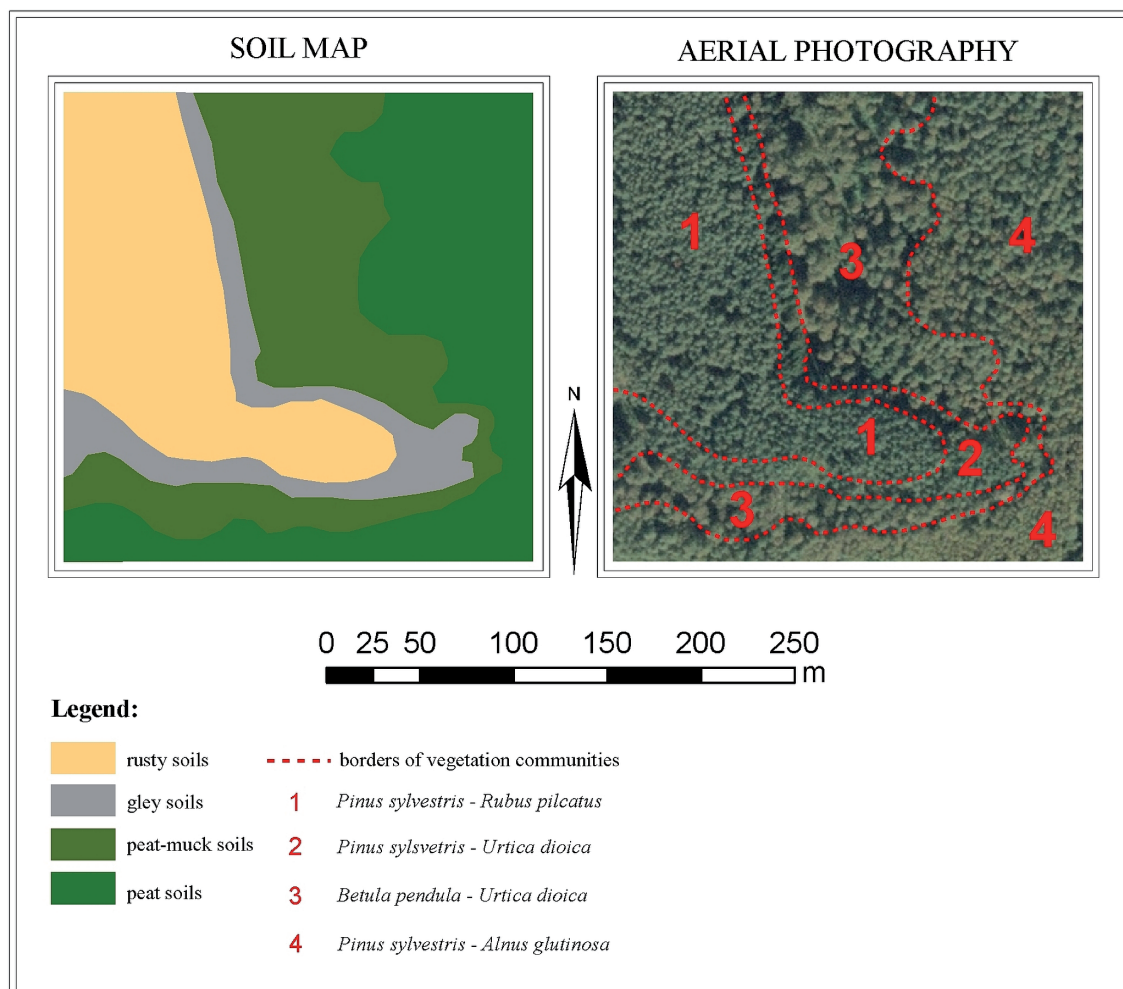 SOIL MAP
AERIAL PHOTOGRAPHY
1
3
4
1
2
3
4
N
0 25 50 100 150 200 250
m
Legend:
rusty soils
gley soils
peat-muck soils
peat soils
borders of vegetation communities
1 Pinus sylvestris - Rubus pilcatus
2 Pinus sylsvetris - Urtica dioica
3 Betula pendula - Urtica dioica
4 Pinus sylvestris - Alnus glutinosa